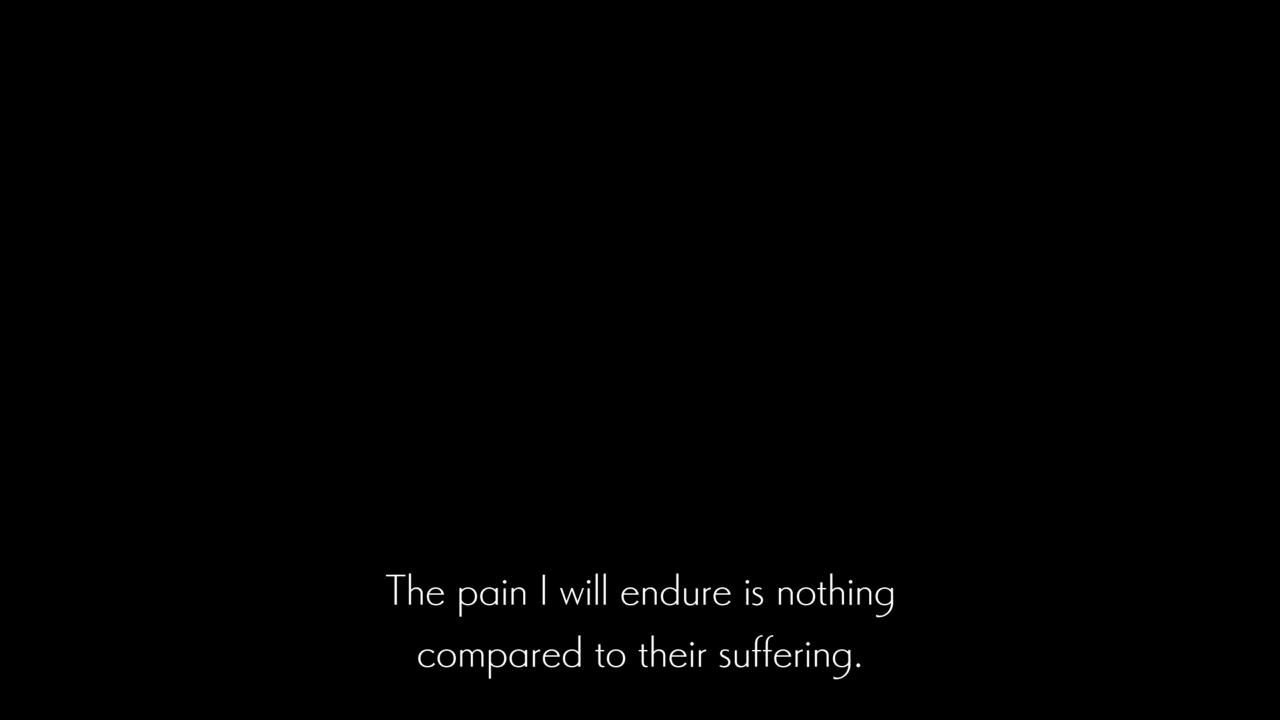 The pain I will endure is nothing
compared to their suffering.